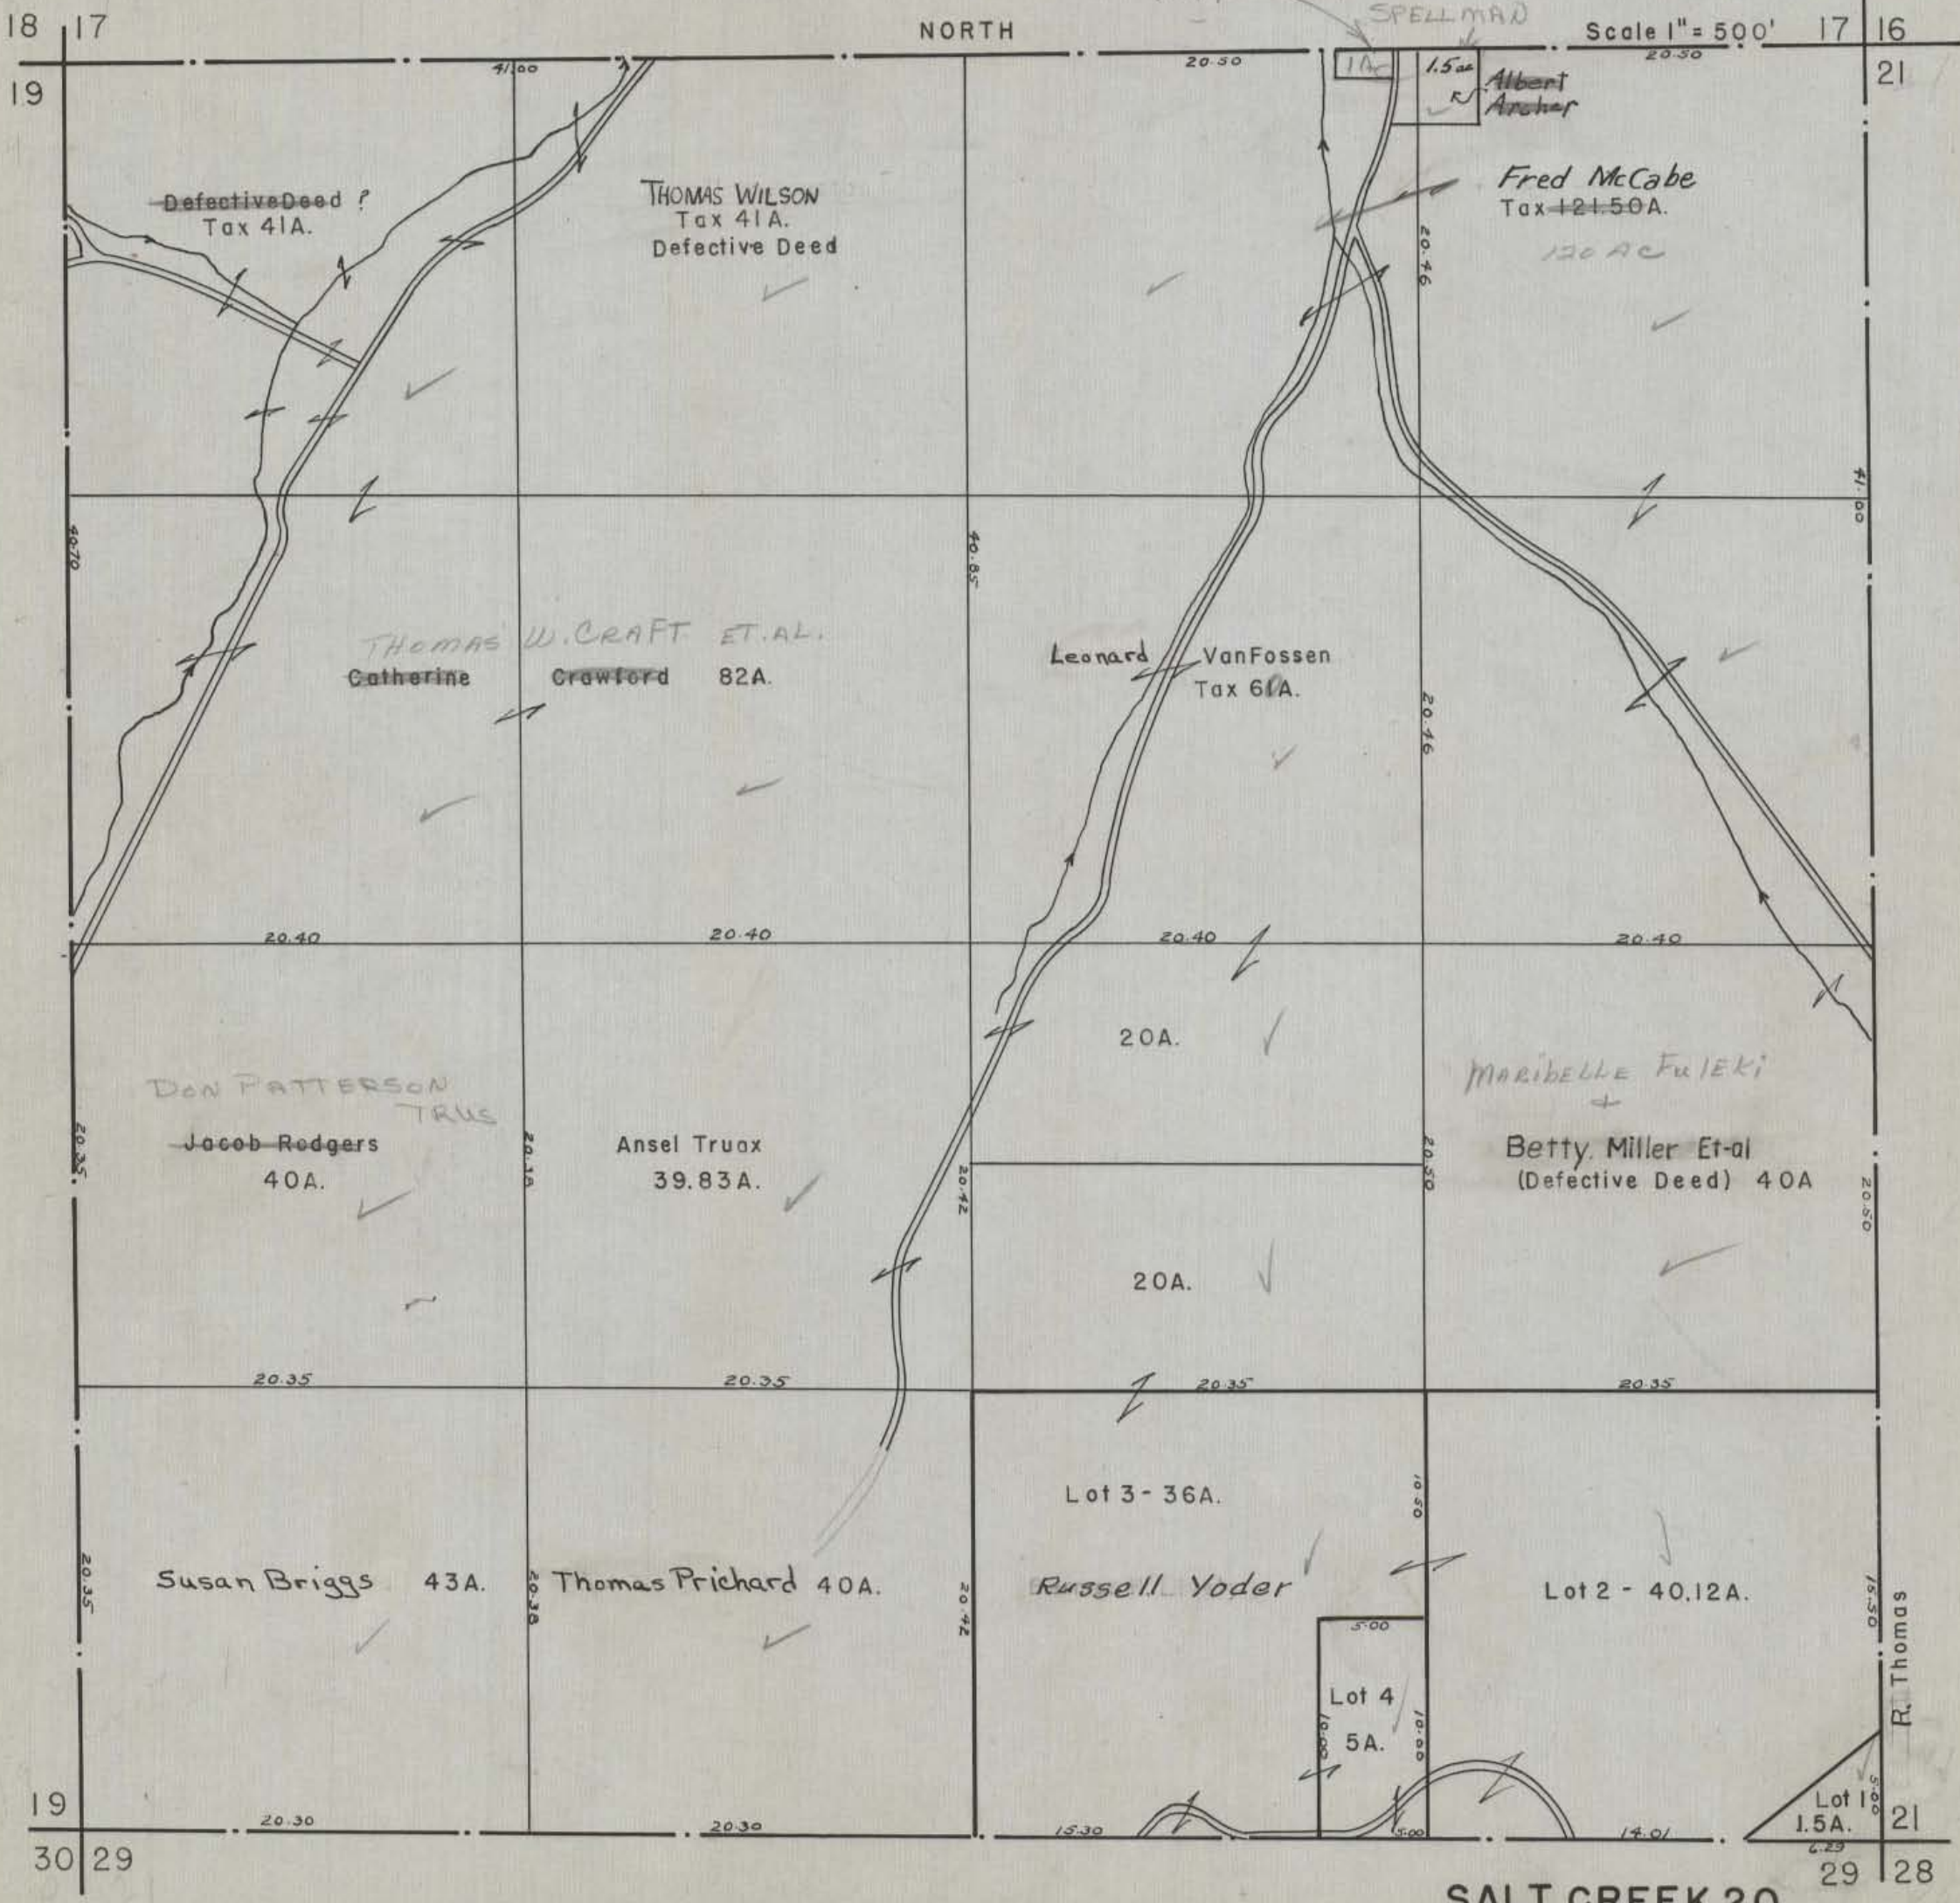 18 17
NORTH
SPELLMAN
Scale 1" = 500'
17 16
19
41.00
20.50
1A
1.5 ac
20.50
21
Albert
Archer
Defective Deed ?
Tax 41A.
THOMAS WILSON
Tax 41A.
Defective Deed
Fred McCabe
Tax 121.50A.
120 AC
20.46
41.00
40.70
40.85
THOMAS W. CRAFT ET. AL.
Catherine Crawford 82A.
Leonard VanFossen
Tax 61A.
20.46
20.40
20.40
20.40
20.40
20A.
DON PATTERSON
TRUS
Jacob Rodgers
40A.
Ansel Truax
39.83A.
MARIBELLE FULEKI
+
Betty Miller Et-al
(Defective Deed) 40A
20.35
20.38
20.42
20.50
20.50
20A.
20.35
20.35
20.35
20.35
Lot 3 - 36A.
10.50
Susan Briggs 43A.
Thomas Prichard 40A.
Russell Yoder
Lot 2 - 40.12A.
20.35
20.38
20.42
15.50
R. Thomas
5.00
Lot 4
5A.
10.00
10.00
Lot 1
1.5A.
5.00
19
21
20.30
20.30
15.30
5.00
14.01
6.29
30 29
29 28
SALT CREEK 20